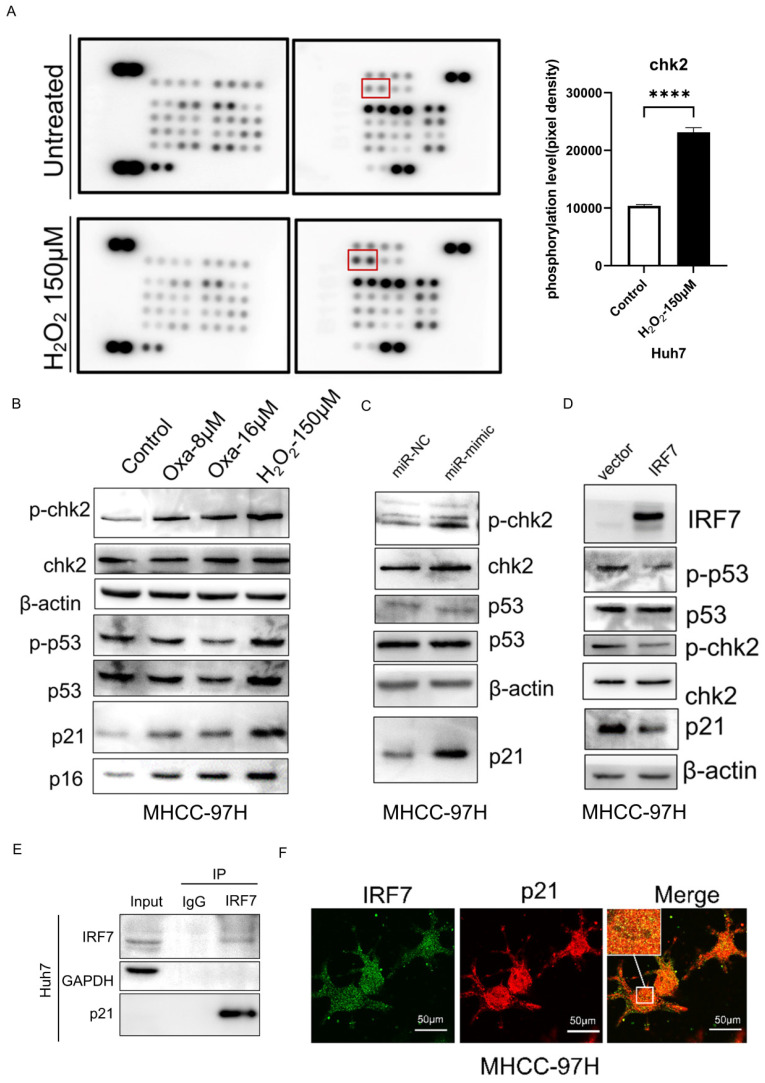 A
Untreated
H₂O₂ 150μM
chk2
phosphorylation level(pixel density)
30000
20000
10000
0
****
Control
H₂O₂-150μM
Huh7
B
Control
Oxa-8μM
Oxa-16μM
H₂O₂-150μM
p-chk2
chk2
β-actin
p-p53
p53
p21
p16
MHCC-97H
C
miR-NC
miR-mimic
p-chk2
chk2
p53
p53
β-actin
p21
MHCC-97H
D
vector
IRF7
IRF7
p-p53
p53
p-chk2
chk2
p21
β-actin
MHCC-97H
E
IP
Input
IgG
IRF7
Huh7
IRF7
GAPDH
p21
F
IRF7
p21
Merge
50μm
50μm
50μm
MHCC-97H